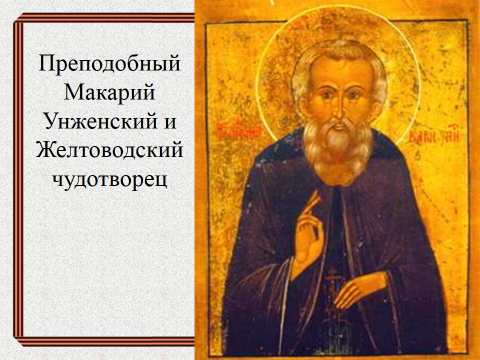 Преподобный
Макарий
Унженский и
Желтоводский
чудотворец